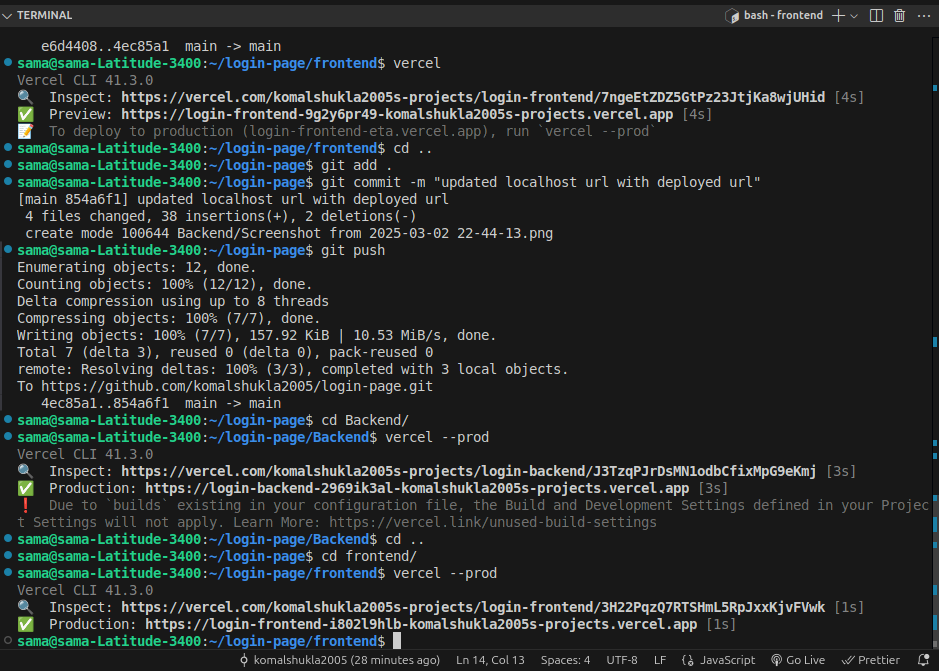 TERMINAL
bash - frontend
e6d4408..4ec85a1  main -> main
sama@sama-Latitude-3400:~/login-page/frontend$ vercel
Vercel CLI 41.3.0
Inspect: https://vercel.com/komalshukla2005s-projects/login-frontend/7ngeEtZDZ5GtPz23JtjKa8wjUHid [4s]
Preview: https://login-frontend-9g2y6pr49-komalshukla2005s-projects.vercel.app [4s]
To deploy to production (login-frontend-eta.vercel.app), run `vercel --prod`
sama@sama-Latitude-3400:~/login-page/frontend$ cd ..
sama@sama-Latitude-3400:~/login-page$ git add .
sama@sama-Latitude-3400:~/login-page$ git commit -m "updated localhost url with deployed url"
[main 854a6f1] updated localhost url with deployed url
4 files changed, 38 insertions(+), 2 deletions(-)
create mode 100644 Backend/Screenshot from 2025-03-02 22-44-13.png
sama@sama-Latitude-3400:~/login-page$ git push
Enumerating objects: 12, done.
Counting objects: 100% (12/12), done.
Delta compression using up to 8 threads
Compressing objects: 100% (7/7), done.
Writing objects: 100% (7/7), 157.92 KiB | 10.53 MiB/s, done.
Total 7 (delta 3), reused 0 (delta 0), pack-reused 0
remote: Resolving deltas: 100% (3/3), completed with 3 local objects.
To https://github.com/komalshukla2005/login-page.git
4ec85a1..854a6f1  main -> main
sama@sama-Latitude-3400:~/login-page$ cd Backend/
sama@sama-Latitude-3400:~/login-page/Backend$ vercel --prod
Vercel CLI 41.3.0
Inspect: https://vercel.com/komalshukla2005s-projects/login-backend/J3TzqPJrDsMN1odbCfixMpG9eKmj [3s]
Production: https://login-backend-2969ik3al-komalshukla2005s-projects.vercel.app [3s]
Due to `builds` existing in your configuration file, the Build and Development Settings defined in your Projec
t Settings will not apply. Learn More: https://vercel.link/unused-build-settings
sama@sama-Latitude-3400:~/login-page/Backend$ cd ..
sama@sama-Latitude-3400:~/login-page$ cd frontend/
sama@sama-Latitude-3400:~/login-page/frontend$ vercel --prod
Vercel CLI 41.3.0
Inspect: https://vercel.com/komalshukla2005s-projects/login-frontend/3H22PqzQ7RTSHmL5RpJxxKjvFVwk [1s]
Production: https://login-frontend-i802l9hlb-komalshukla2005s-projects.vercel.app [1s]
sama@sama-Latitude-3400:~/login-page/frontend$
komalshukla2005 (28 minutes ago)  Ln 14, Col 13  Spaces: 4  UTF-8  LF  {} JavaScript  Go Live  Prettier